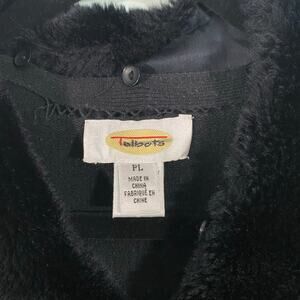 Talbots
PL
MADE IN
CHINA
FABRIQUÉ EN
CHINE